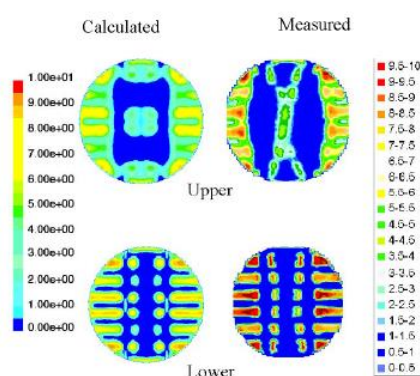 Calculated
Measured
1.00e+01
9.00e+00
8.00e+00
7.00e+00
6.00e+00
5.00e+00
4.00e+00
3.00e+00
2.00e+00
1.00e+00
0.00e+00
9.5-10
9-9.5
8.5-9
8-8.5
7.5-8
7-7.5
6.5-7
6-6.5
5.5-6
5-5.5
4.5-5
4-4.5
3.5-4
3-3.5
2.5-3
2-2.5
1.5-2
1-1.5
0.5-1
0-0.5
Upper
Lower